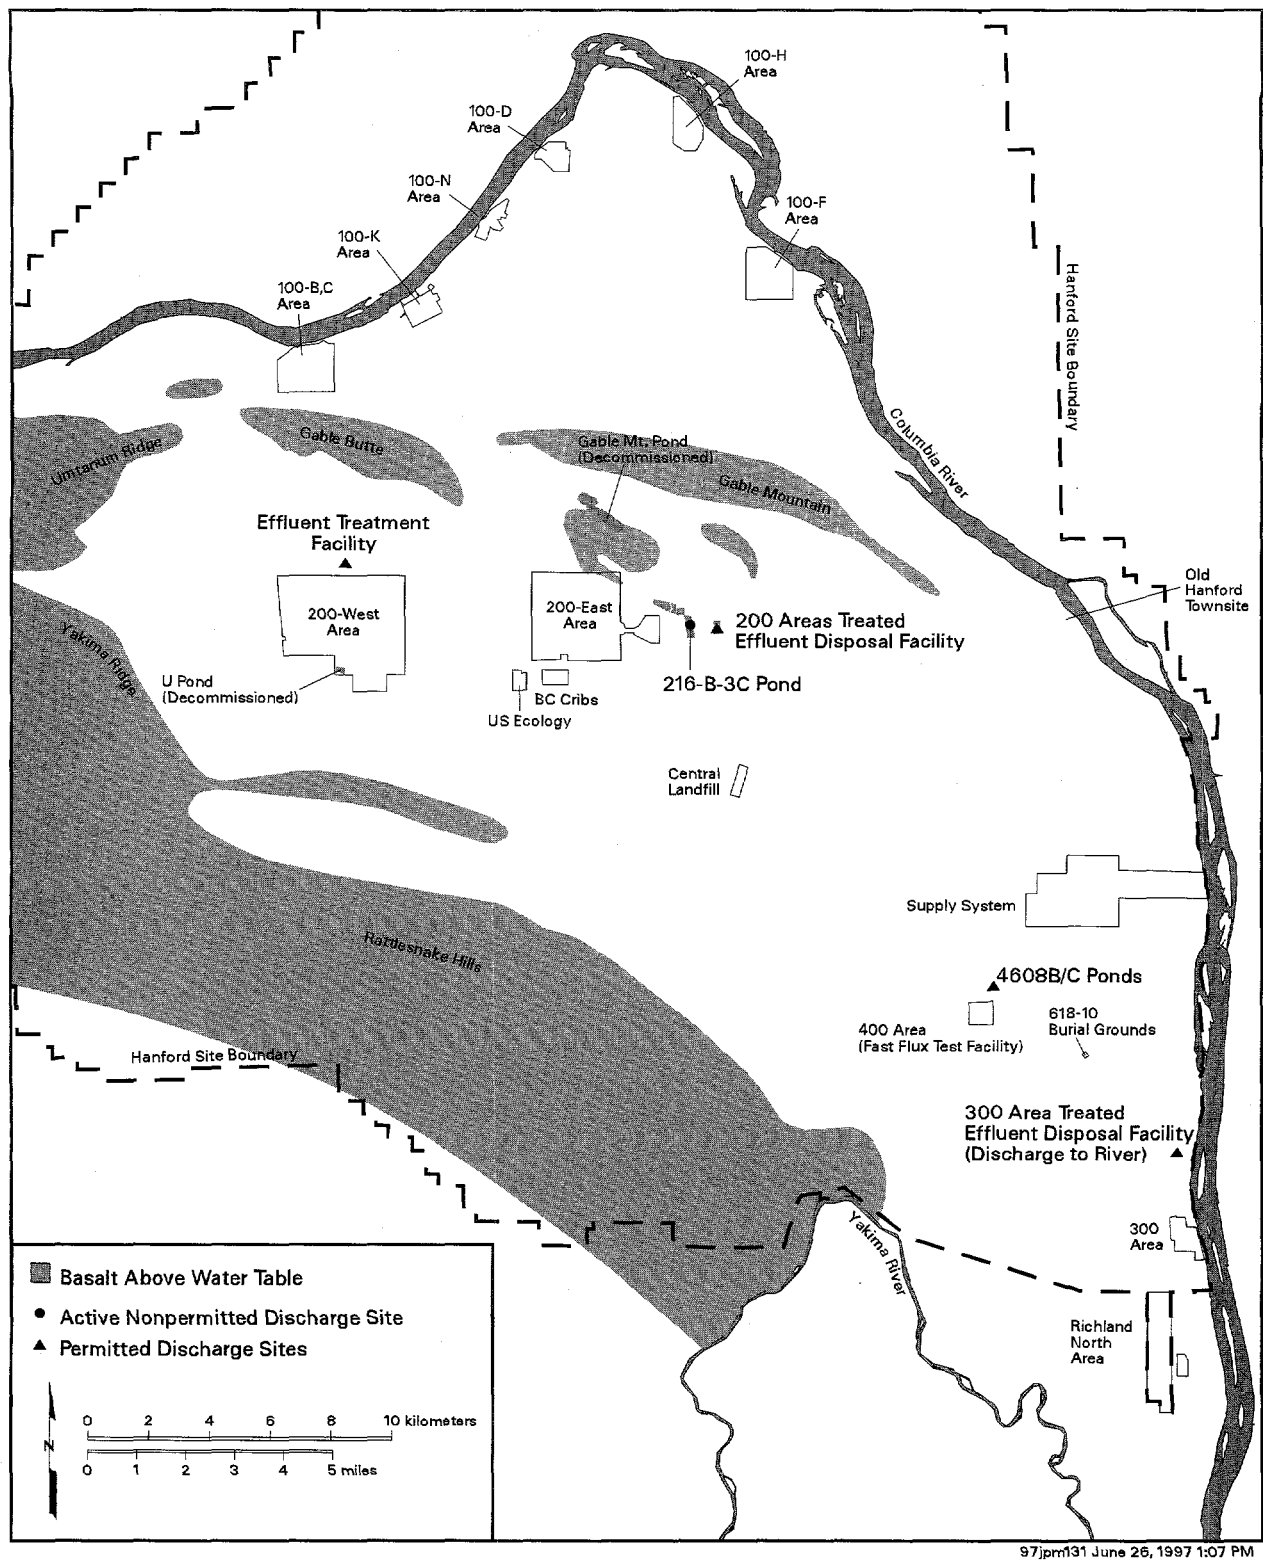 100-H
Area
100-D
Area
100-N
Area
100-F
Area
100-K
Area
100-B,C
Area
Hanford Site Boundary
Columbia River
Umtanum Ridge
Gable Butte
Gable Mt. Pond
(Decommissioned)
Gable Mountain
Effluent Treatment
Facility
Old
Hanford
Townsite
200-West
Area
200-East
Area
200 Areas Treated
Effluent Disposal Facility
Yakima Ridge
U Pond
(Decommissioned)
216-B-3C Pond
BC Cribs
US Ecology
Central
Landfill
Supply System
Rattlesnake Hills
4608B/C Ponds
400 Area
(Fast Flux Test Facility)
618-10
Burial Grounds
Hanford Site Boundary
300 Area Treated
Effluent Disposal Facility
(Discharge to River)
Yakima River
300
Area
Richland
North
Area
Basalt Above Water Table
Active Nonpermitted Discharge Site
Permitted Discharge Sites
0 2 4 6 8 10 kilometers
0 1 2 3 4 5 miles
N
97jpm131 June 26, 1997 1:07 PM